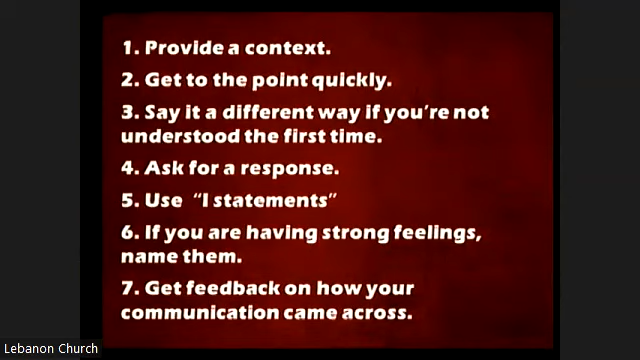 1. Provide a context.
2. Get to the point quickly.
3. Say it a different way if you're not
understood the first time.
4. Ask for a response.
5. Use “I statements”
6. If you are having strong feelings,
name them.
7. Get feedback on how your
communication came across.
Lebanon Church